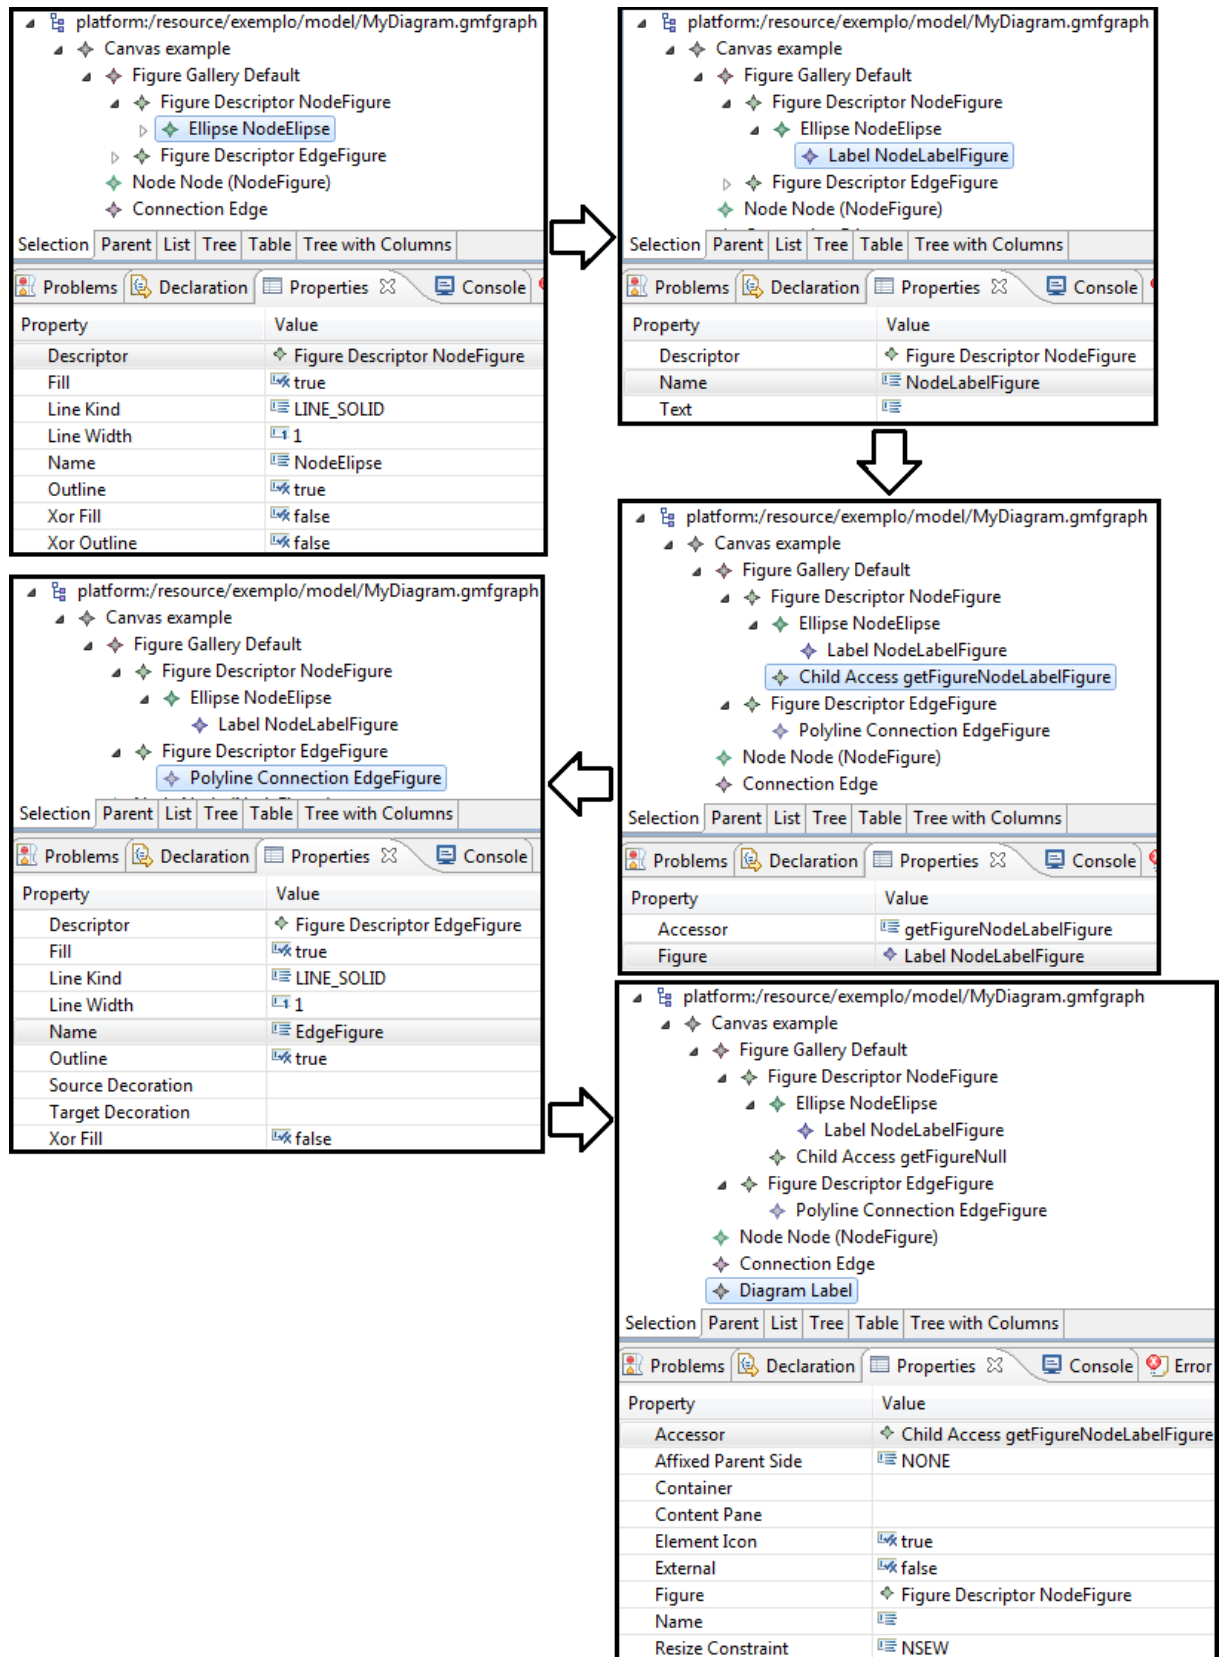 platform:/resource/exemplo/model/MyDiagram.gmfgraph
Canvas example
Figure Gallery Default
Figure Descriptor NodeFigure
Ellipse NodeElipse
Figure Descriptor EdgeFigure
Node Node (NodeFigure)
Connection Edge
Selection Parent List Tree Table Tree with Columns
Problems Declaration Properties Console
Property Value
Descriptor Figure Descriptor NodeFigure
Fill true
Line Kind LINE_SOLID
Line Width 1
Name NodeElipse
Outline true
Xor Fill false
Xor Outline false
platform:/resource/exemplo/model/MyDiagram.gmfgraph
Canvas example
Figure Gallery Default
Figure Descriptor NodeFigure
Ellipse NodeElipse
Label NodeLabelFigure
Figure Descriptor EdgeFigure
Node Node (NodeFigure)
Selection Parent List Tree Table Tree with Columns
Problems Declaration Properties Console
Property Value
Descriptor Figure Descriptor NodeFigure
Name NodeLabelFigure
Text
platform:/resource/exemplo/model/MyDiagram.gmfgraph
Canvas example
Figure Gallery Default
Figure Descriptor NodeFigure
Ellipse NodeElipse
Label NodeLabelFigure
Child Access getFigureNodeLabelFigure
Figure Descriptor EdgeFigure
Polyline Connection EdgeFigure
Node Node (NodeFigure)
Connection Edge
Selection Parent List Tree Table Tree with Columns
Problems Declaration Properties Console
Property Value
Accessor getFigureNodeLabelFigure
Figure Label NodeLabelFigure
platform:/resource/exemplo/model/MyDiagram.gmfgraph
Canvas example
Figure Gallery Default
Figure Descriptor NodeFigure
Ellipse NodeElipse
Label NodeLabelFigure
Figure Descriptor EdgeFigure
Polyline Connection EdgeFigure
Selection Parent List Tree Table Tree with Columns
Problems Declaration Properties Console
Property Value
Descriptor Figure Descriptor EdgeFigure
Fill true
Line Kind LINE_SOLID
Line Width 1
Name EdgeFigure
Outline true
Source Decoration
Target Decoration
Xor Fill false
platform:/resource/exemplo/model/MyDiagram.gmfgraph
Canvas example
Figure Gallery Default
Figure Descriptor NodeFigure
Ellipse NodeElipse
Label NodeLabelFigure
Child Access getFigureNull
Figure Descriptor EdgeFigure
Polyline Connection EdgeFigure
Node Node (NodeFigure)
Connection Edge
Diagram Label
Selection Parent List Tree Table Tree with Columns
Problems Declaration Properties Console Error
Property Value
Accessor Child Access getFigureNodeLabelFigure
Affixed Parent Side NONE
Container
Content Pane
Element Icon true
External false
Figure Figure Descriptor NodeFigure
Name
Resize Constraint NSEW